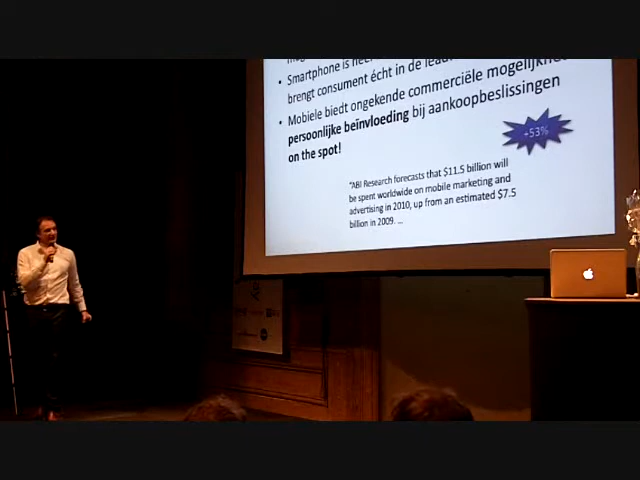 • Smartphone is
brengt consument écht in de lead
• Mobiele biedt ongekende commerciële
persoonlijke beïnvloeding bij aankoopbeslissingen
on the spot!
+53%
"ABI Research forecasts that $11.5 billion will
be spent worldwide on mobile marketing and
advertising in 2010, up from an estimated $7.5
billion in 2009. ...